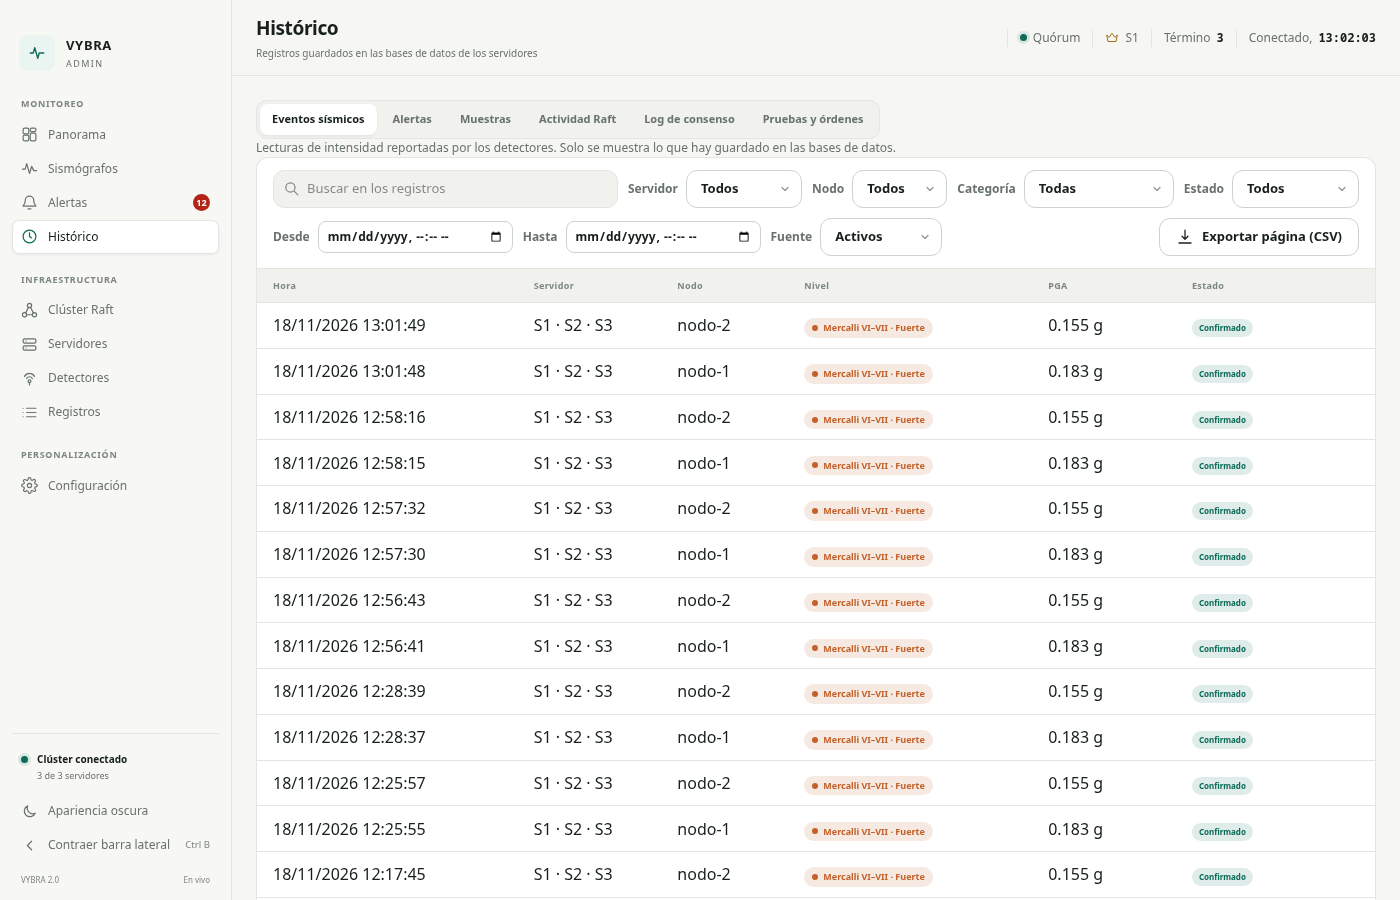 VYBRA
ADMIN
MONITOREO
Panorama
Sismógrafos
Alertas 12
Histórico
INFRAESTRUCTURA
Clúster Raft
Servidores
Detectores
Registros
PERSONALIZACIÓN
Configuración
Clúster conectado
3 de 3 servidores
Apariencia oscura
Contraer barra lateral Ctrl B
VYBRA 2.0 En vivo
Histórico
Registros guardados en las bases de datos de los servidores
Quórum S1 Término 3 Conectado, 13:02:03
Eventos sísmicos Alertas Muestras Actividad Raft Log de consenso Pruebas y órdenes
Lecturas de intensidad reportadas por los detectores. Solo se muestra lo que hay guardado en las bases de datos.
Buscar en los registros Servidor Todos Nodo Todos Categoría Todas Estado Todos
Desde mm/dd/yyyy, --:-- -- Hasta mm/dd/yyyy, --:-- -- Fuente Activos Exportar página (CSV)
Hora Servidor Nodo Nivel PGA Estado
18/11/2026 13:01:49 S1 · S2 · S3 nodo-2 Mercalli VI–VII · Fuerte 0.155 g Confirmado
18/11/2026 13:01:48 S1 · S2 · S3 nodo-1 Mercalli VI–VII · Fuerte 0.183 g Confirmado
18/11/2026 12:58:16 S1 · S2 · S3 nodo-2 Mercalli VI–VII · Fuerte 0.155 g Confirmado
18/11/2026 12:58:15 S1 · S2 · S3 nodo-1 Mercalli VI–VII · Fuerte 0.183 g Confirmado
18/11/2026 12:57:32 S1 · S2 · S3 nodo-2 Mercalli VI–VII · Fuerte 0.155 g Confirmado
18/11/2026 12:57:30 S1 · S2 · S3 nodo-1 Mercalli VI–VII · Fuerte 0.183 g Confirmado
18/11/2026 12:56:43 S1 · S2 · S3 nodo-2 Mercalli VI–VII · Fuerte 0.155 g Confirmado
18/11/2026 12:56:41 S1 · S2 · S3 nodo-1 Mercalli VI–VII · Fuerte 0.183 g Confirmado
18/11/2026 12:28:39 S1 · S2 · S3 nodo-2 Mercalli VI–VII · Fuerte 0.155 g Confirmado
18/11/2026 12:28:37 S1 · S2 · S3 nodo-1 Mercalli VI–VII · Fuerte 0.183 g Confirmado
18/11/2026 12:25:57 S1 · S2 · S3 nodo-2 Mercalli VI–VII · Fuerte 0.155 g Confirmado
18/11/2026 12:25:55 S1 · S2 · S3 nodo-1 Mercalli VI–VII · Fuerte 0.183 g Confirmado
18/11/2026 12:17:45 S1 · S2 · S3 nodo-2 Mercalli VI–VII · Fuerte 0.155 g Confirmado